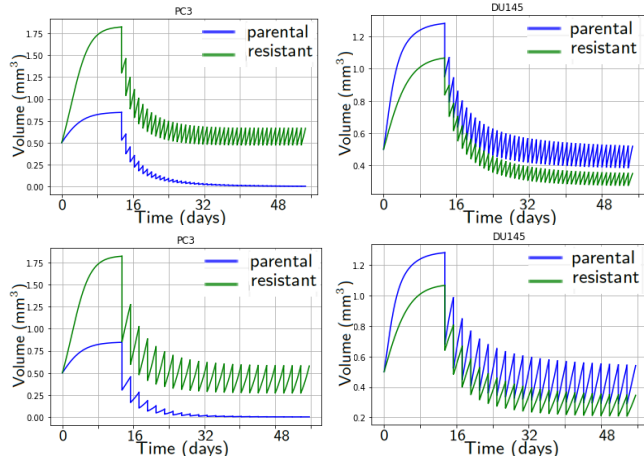 PC3
Volume (mm³)
1.75
1.50
1.25
1.00
0.75
0.50
0.25
0.00
parental
resistant
0 16 32 48
Time (days)
DU145
Volume (mm³)
1.2
1.0
0.8
0.6
0.4
parental
resistant
0 16 32 48
Time (days)
PC3
Volume (mm³)
1.75
1.50
1.25
1.00
0.75
0.50
0.25
0.00
parental
resistant
0 16 32 48
Time (days)
DU145
Volume (mm³)
1.2
1.0
0.8
0.6
0.4
0.2
parental
resistant
0 16 32 48
Time (days)